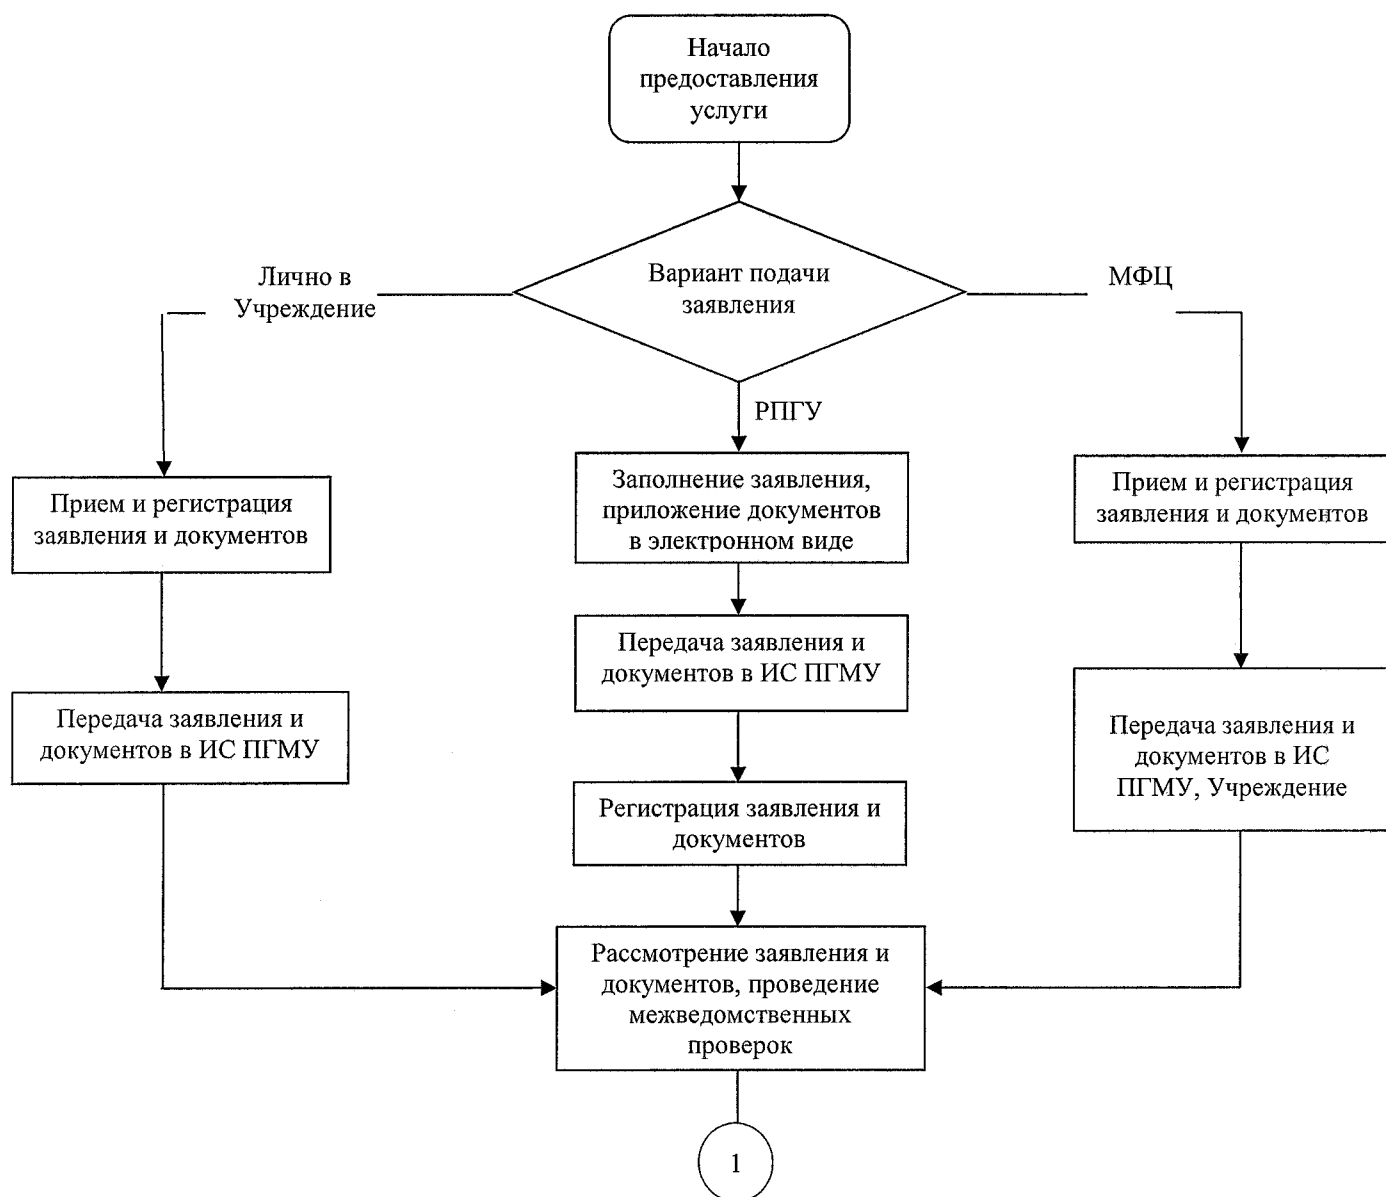 Начало
предоставления
услуги
Вариант подачи
заявления
Лично в
Учреждение
МФЦ
РПГУ
Прием и регистрация
заявления и документов
Заполнение заявления,
приложение документов
в электронном виде
Прием и регистрация
заявления и документов
Передача заявления и
документов в ИС ПГМУ
Передача заявления и
документов в ИС ПГМУ
Передача заявления и
документов в ИС
ПГМУ, Учреждение
Регистрация заявления и
документов
Рассмотрение заявления и
документов, проведение
межведомственных
проверок
1